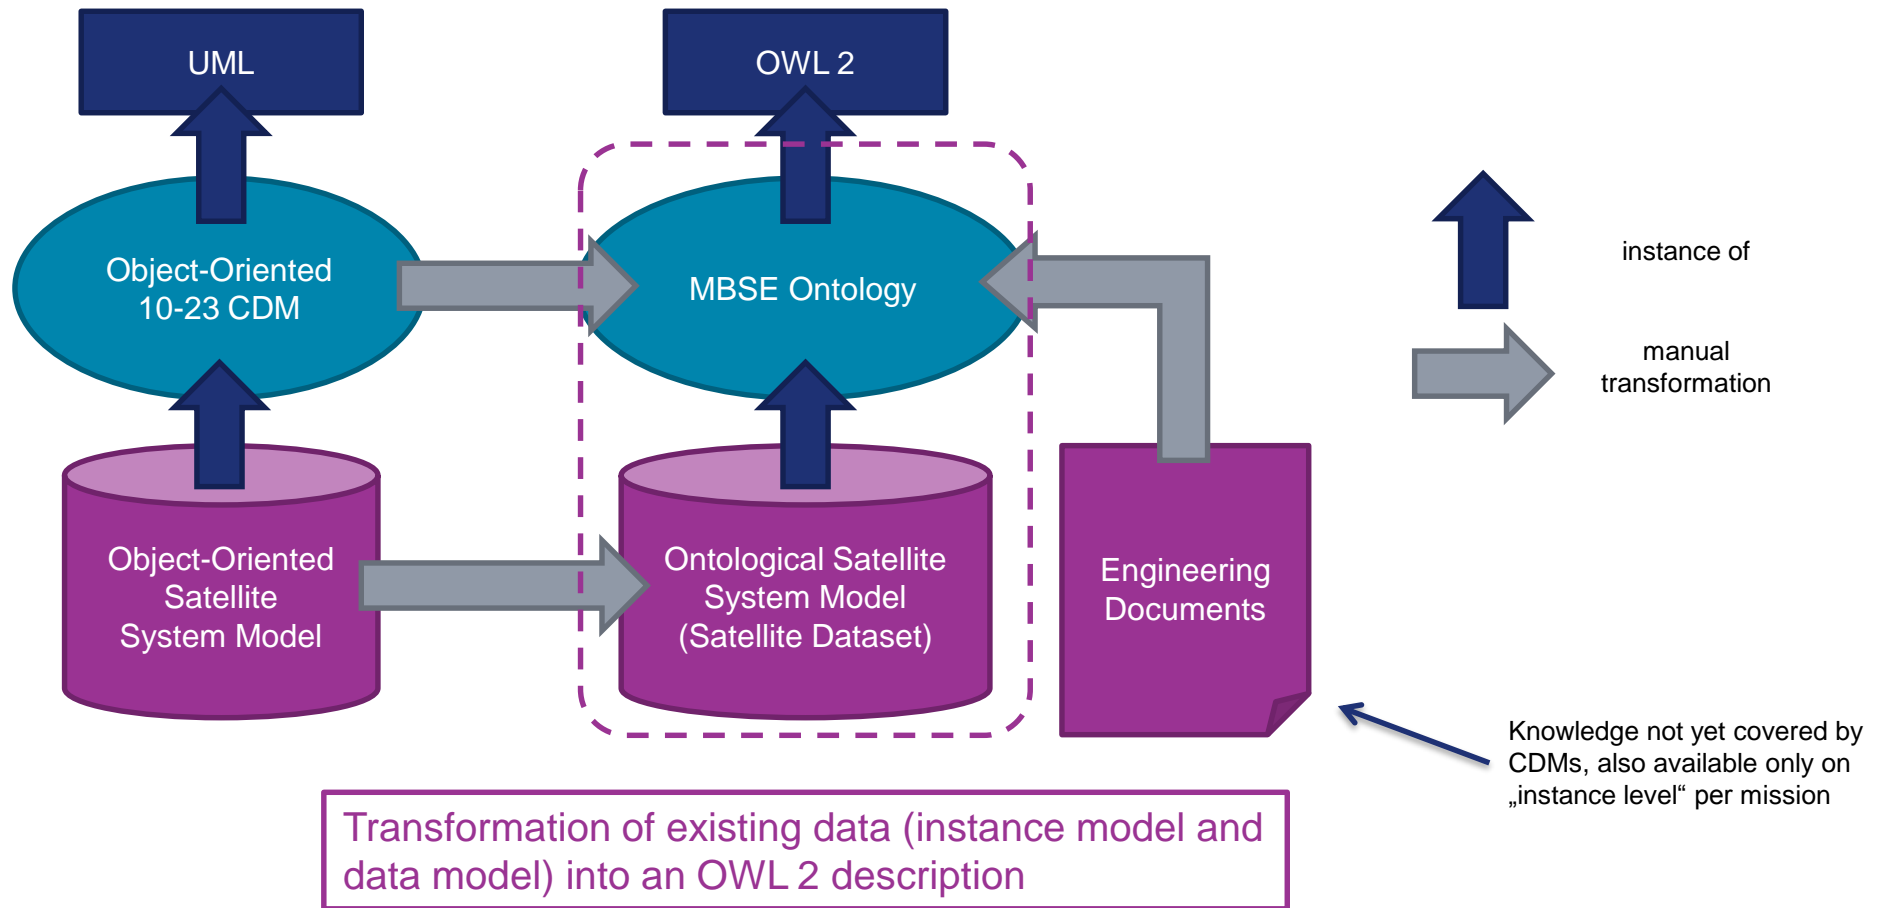 UML
OWL 2
Object-Oriented
10-23 CDM
MBSE Ontology
instance of
manual
transformation
Object-Oriented
Satellite
System Model
Ontological Satellite
System Model
(Satellite Dataset)
Engineering
Documents
Knowledge not yet covered by
CDMs, also available only on
„instance level“ per mission
Transformation of existing data (instance model and
data model) into an OWL 2 description